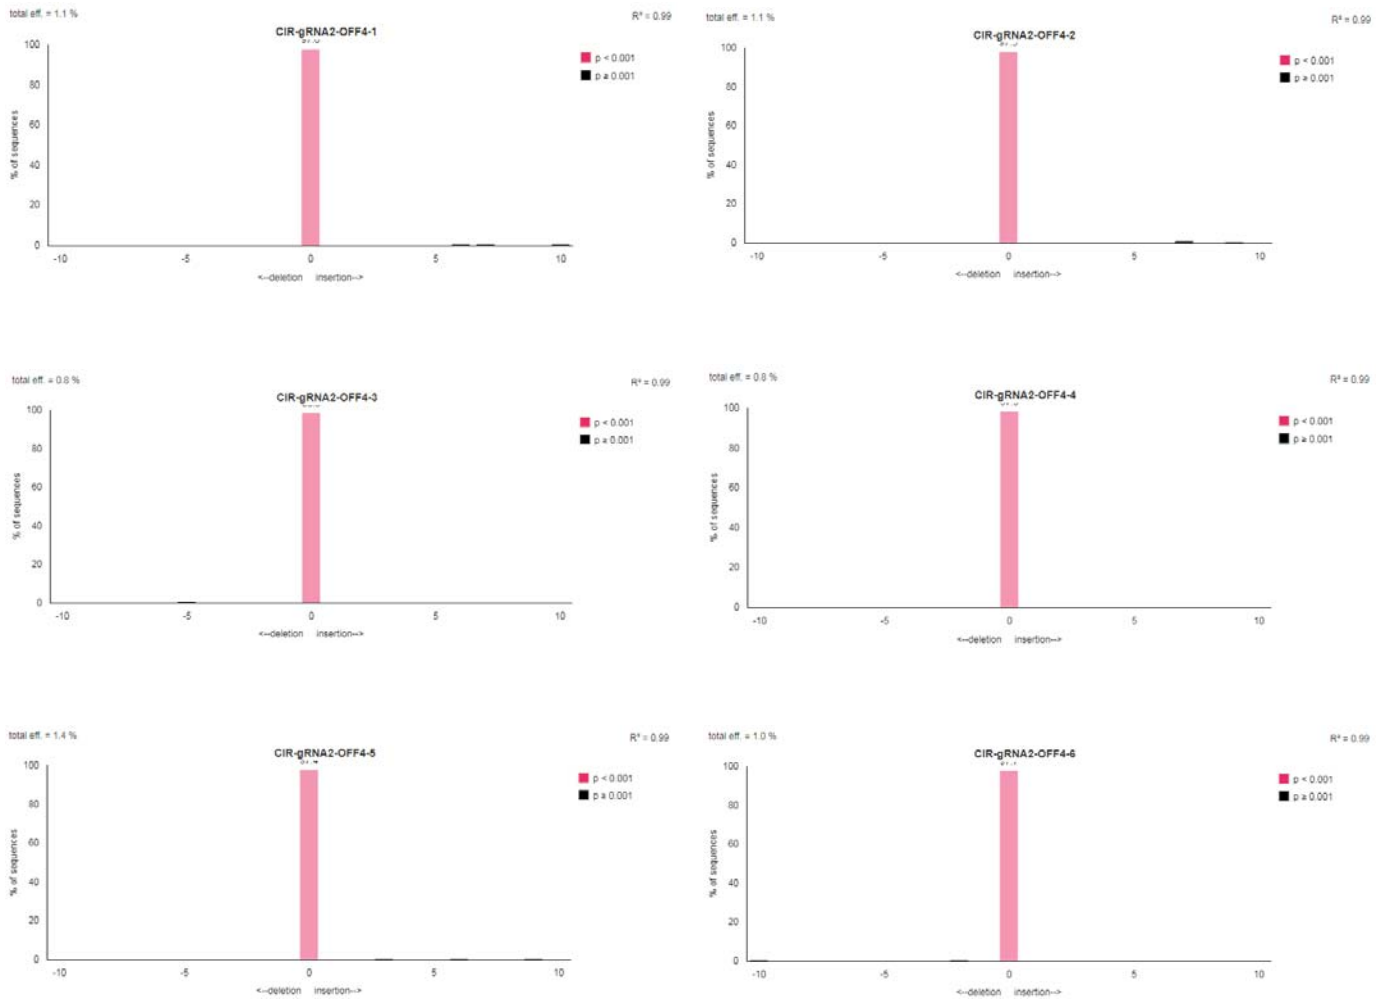 total eff. = 1.1 %
R² = 0.99
CIR-gRNA2-OFF4-1
100
80
60
40
20
0
% of sequences
-10 -5 0 5 10
<--deletion insertion-->
p < 0.001
p ≥ 0.001
total eff. = 1.1 %
R² = 0.99
CIR-gRNA2-OFF4-2
100
80
60
40
20
0
% of sequences
-10 -5 0 5 10
<--deletion insertion-->
p < 0.001
p ≥ 0.001
total eff. = 0.8 %
R² = 0.99
CIR-gRNA2-OFF4-3
100
80
60
40
20
0
% of sequences
-10 -5 0 5 10
<--deletion insertion-->
p < 0.001
p ≥ 0.001
total eff. = 0.8 %
R² = 0.99
CIR-gRNA2-OFF4-4
100
80
60
40
20
0
% of sequences
-10 -5 0 5 10
<--deletion insertion-->
p < 0.001
p ≥ 0.001
total eff. = 1.4 %
R² = 0.99
CIR-gRNA2-OFF4-5
100
80
60
40
20
0
% of sequences
-10 -5 0 5 10
<--deletion insertion-->
p < 0.001
p ≥ 0.001
total eff. = 1.0 %
R² = 0.99
CIR-gRNA2-OFF4-6
100
80
60
40
20
0
% of sequences
-10 -5 0 5 10
<--deletion insertion-->
p < 0.001
p ≥ 0.001